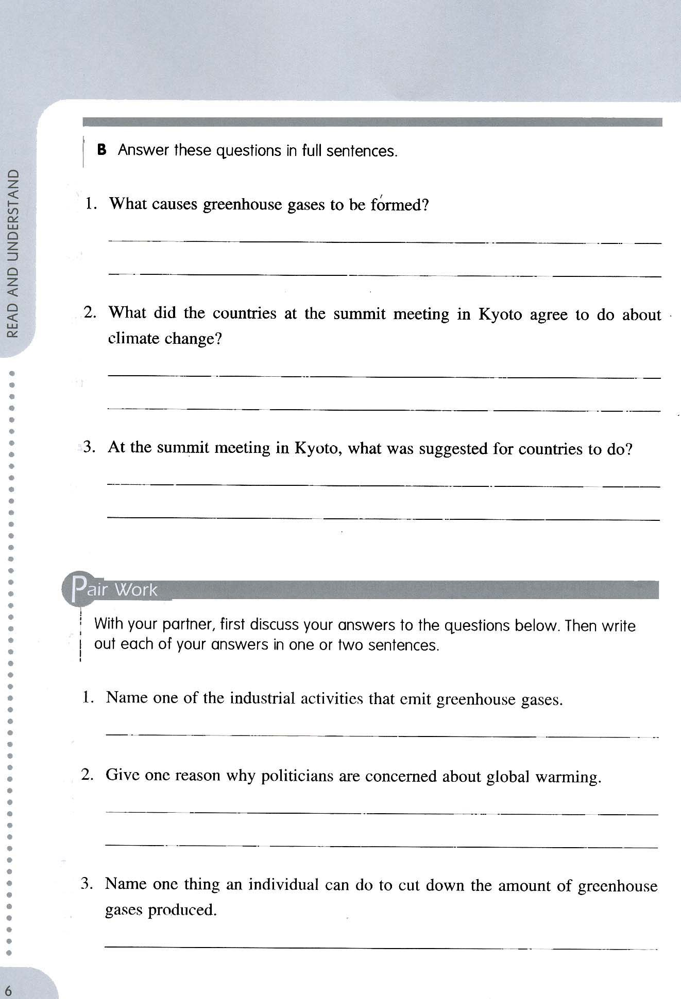 READ AND UNDERSTAND
B Answer these questions in full sentences.
1. What causes greenhouse gases to be formed?
2. What did the countries at the summit meeting in Kyoto agree to do about
climate change?
3. At the summit meeting in Kyoto, what was suggested for countries to do?
Pair Work
With your partner, first discuss your answers to the questions below. Then write
out each of your answers in one or two sentences.
1. Name one of the industrial activities that emit greenhouse gases.
2. Give one reason why politicians are concerned about global warming.
3. Name one thing an individual can do to cut down the amount of greenhouse
gases produced.
6